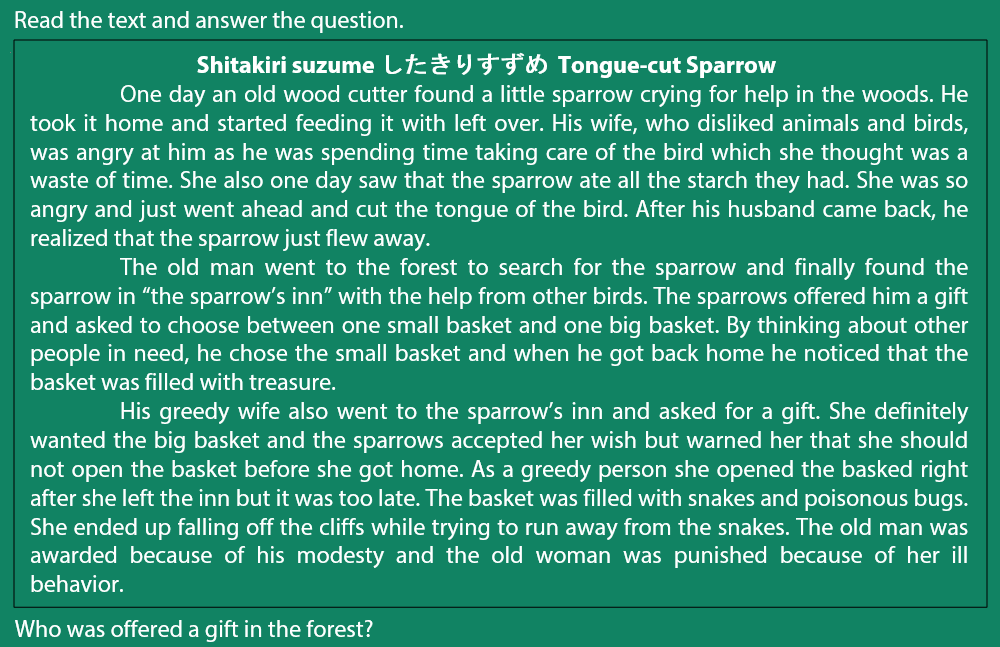 Read the text and answer the question.
Shitakiri suzume したきりすずめ Tongue-cut Sparrow
One day an old wood cutter found a little sparrow crying for help in the woods. He
took it home and started feeding it with left over. His wife, who disliked animals and birds,
was angry at him as he was spending time taking care of the bird which she thought was a
waste of time. She also one day saw that the sparrow ate all the starch they had. She was so
angry and just went ahead and cut the tongue of the bird. After his husband came back, he
realized that the sparrow just flew away.
The old man went to the forest to search for the sparrow and finally found the
sparrow in “the sparrow’s inn” with the help from other birds. The sparrows offered him a gift
and asked to choose between one small basket and one big basket. By thinking about other
people in need, he chose the small basket and when he got back home he noticed that the
basket was filled with treasure.
His greedy wife also went to the sparrow’s inn and asked for a gift. She definitely
wanted the big basket and the sparrows accepted her wish but warned her that she should
not open the basket before she got home. As a greedy person she opened the basked right
after she left the inn but it was too late. The basket was filled with snakes and poisonous bugs.
She ended up falling off the cliffs while trying to run away from the snakes. The old man was
awarded because of his modesty and the old woman was punished because of her ill
behavior.
Who was offered a gift in the forest?